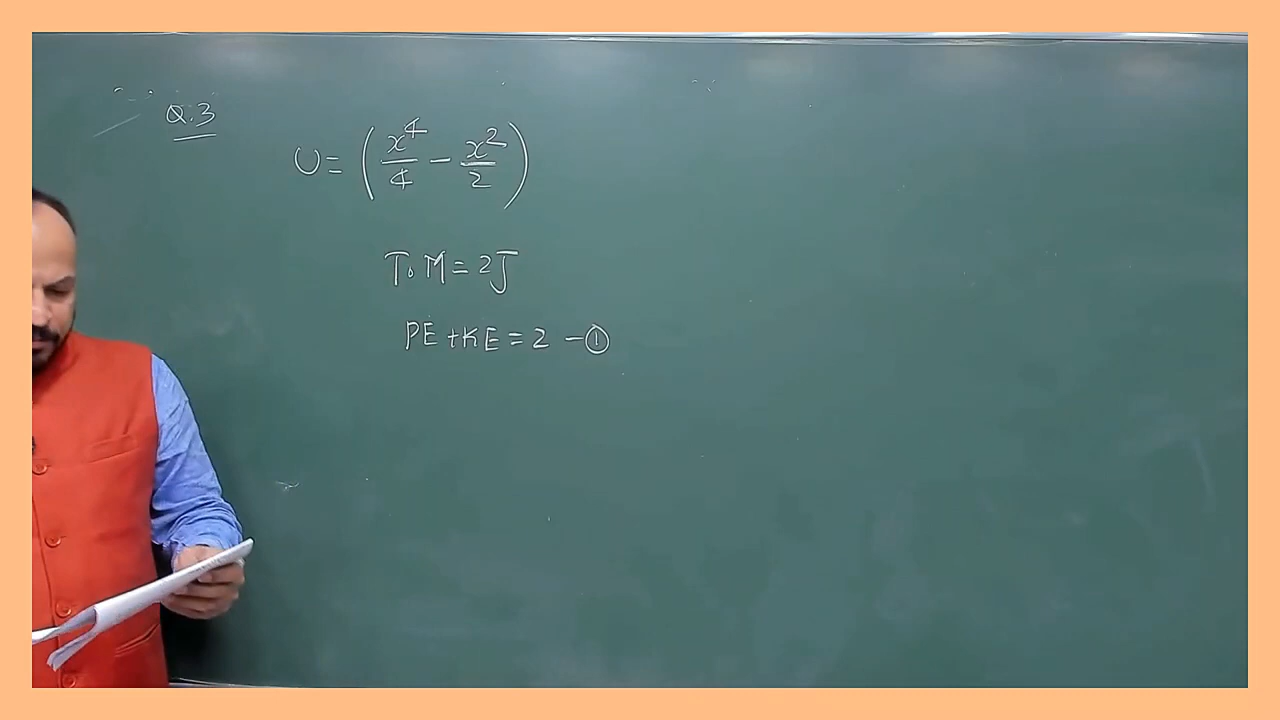 Q.3
U = (x⁴/4 - x²/2)
T.M = 2J
PE + KE = 2 - ①